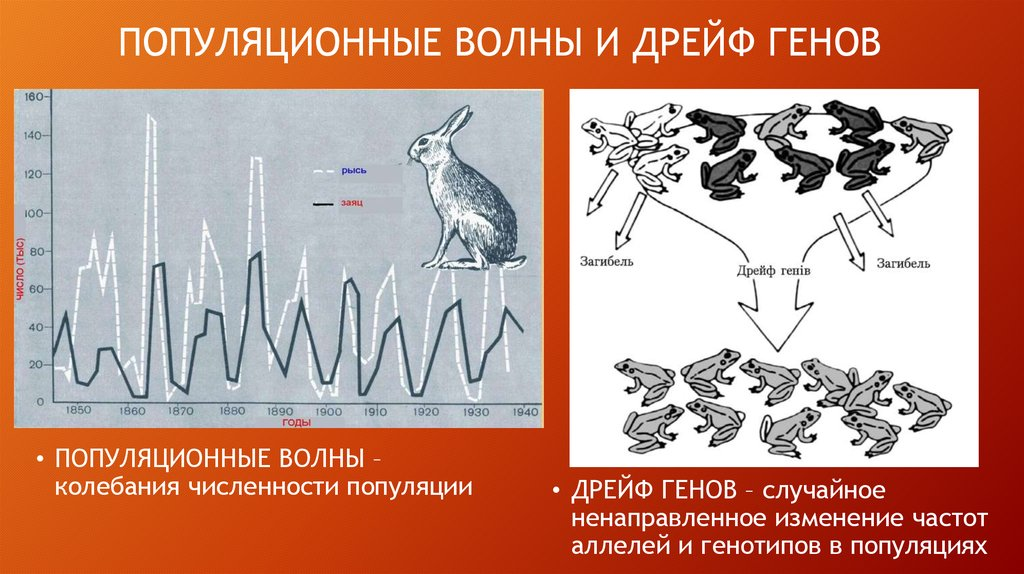 ПОПУЛЯЦИОННЫЕ ВОЛНЫ И ДРЕЙФ ГЕНОВ
160
140
120
100
80
60
40
20
0
ЧИСЛО (ТЫС)
рысь
заяц
1850 1860 1870 1880 1890 1900 1910 1920 1930 1940
ГОДЫ
Загибель
Дрейф генів
Загибель
• ПОПУЛЯЦИОННЫЕ ВОЛНЫ –
колебания численности популяции
• ДРЕЙФ ГЕНОВ – случайное
ненаправленное изменение частот
аллелей и генотипов в популяциях